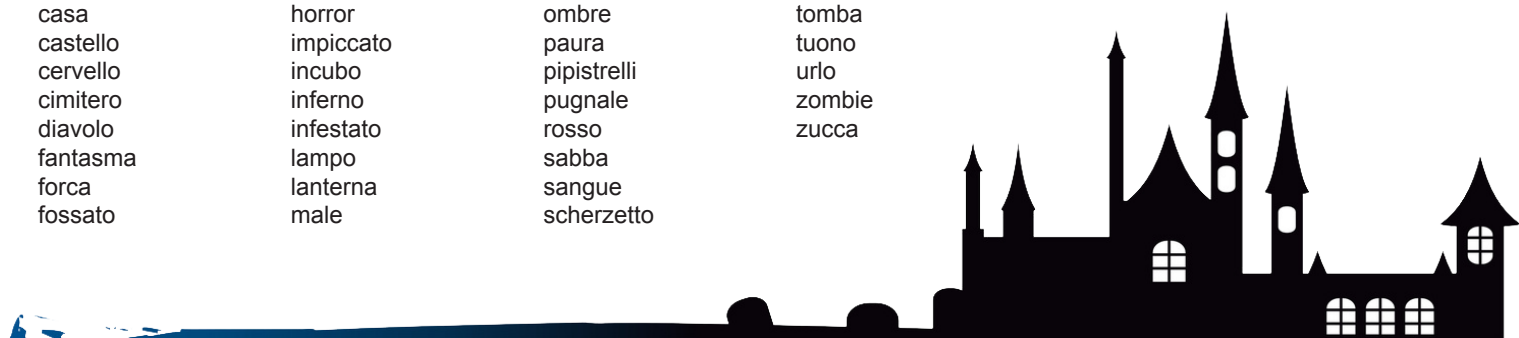 casa
castello
cervello
cimitero
diavolo
fantasma
forca
fossato
horror
impiccato
incubo
inferno
infestato
lampo
lanterna
male
ombre
paura
pipistrelli
pugnale
rosso
sabba
sangue
scherzetto
tomba
tuono
urlo
zombie
zucca